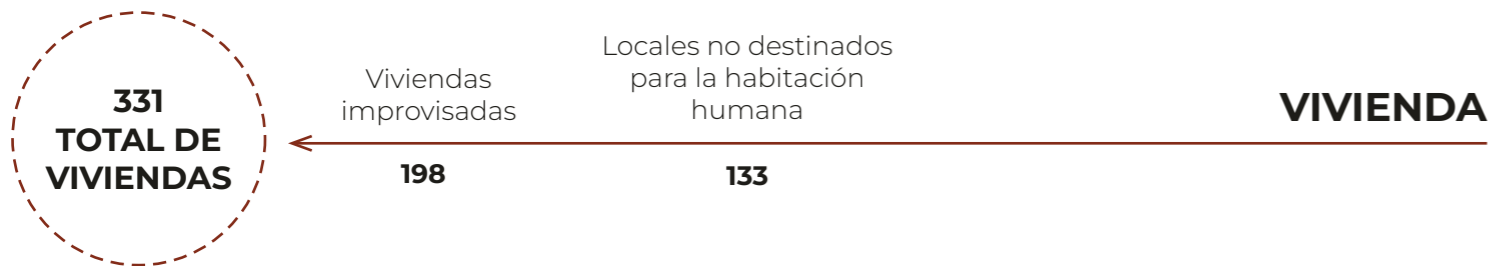 331
TOTAL DE
VIVIENDAS
Viviendas
improvisadas
198
Locales no destinados
para la habitación
humana
133
VIVIENDA